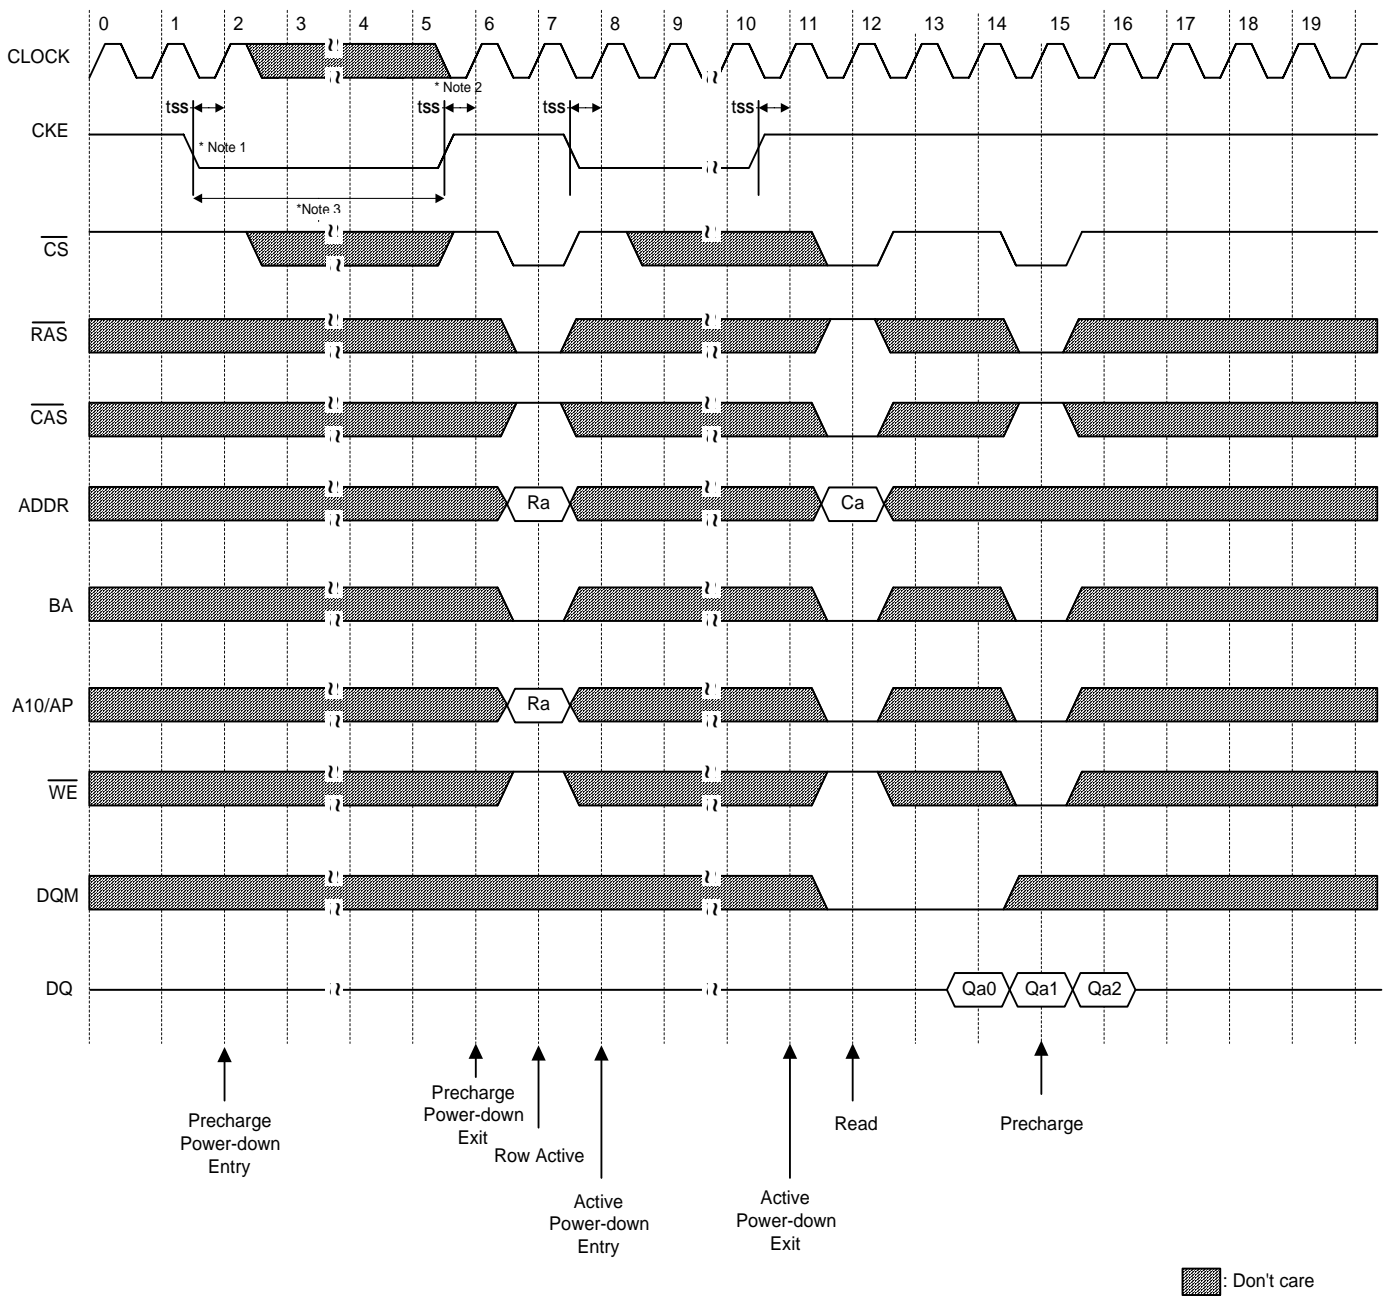 0 1 2 3 4 5 6 7 8 9 10 11 12 13 14 15 16 17 18 19
CLOCK
* Note 2
tss tss tss tss
CKE
* Note 1
*Note 3
CS
RAS
CAS
ADDR Ra Ca
BA
A10/AP Ra
WE
DQM
DQ Qa0 Qa1 Qa2
Precharge
Power-down
Entry
Precharge
Power-down
Exit
Row Active
Active
Power-down
Entry
Active
Power-down
Exit
Read
Precharge
: Don't care